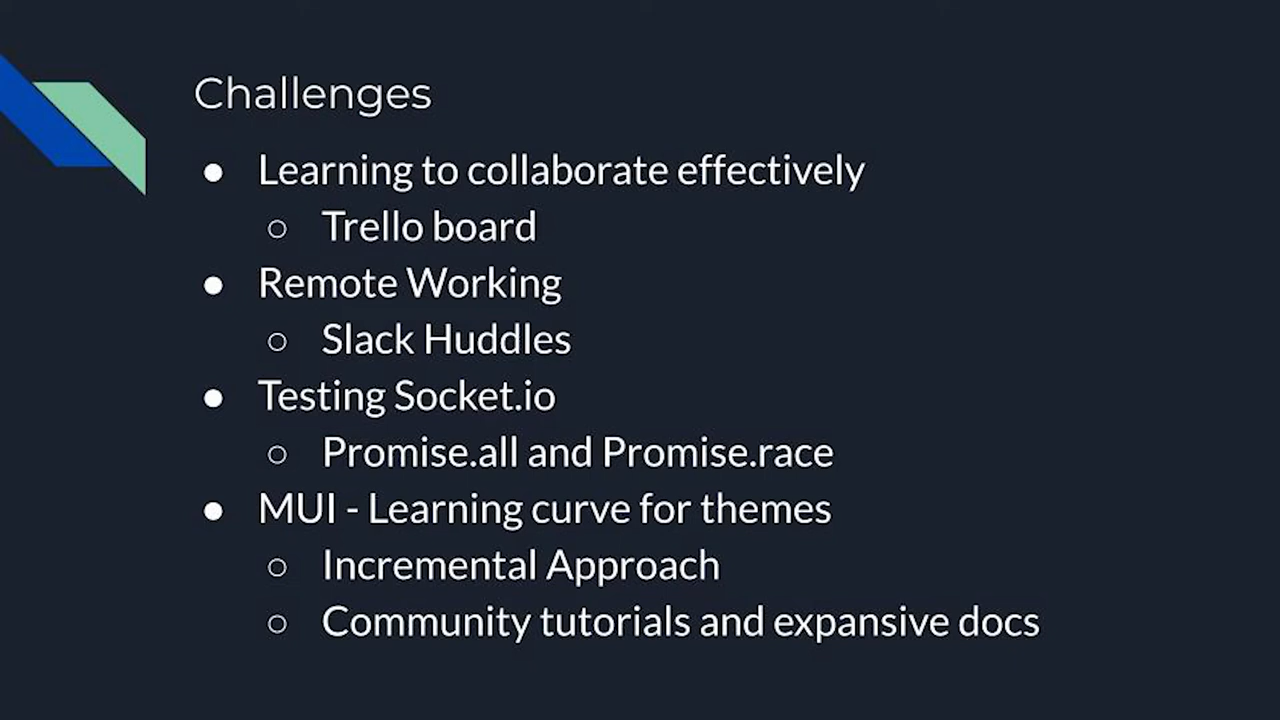 Challenges
● Learning to collaborate effectively
○ Trello board
● Remote Working
○ Slack Huddles
● Testing Socket.io
○ Promise.all and Promise.race
● MUI - Learning curve for themes
○ Incremental Approach
○ Community tutorials and expansive docs